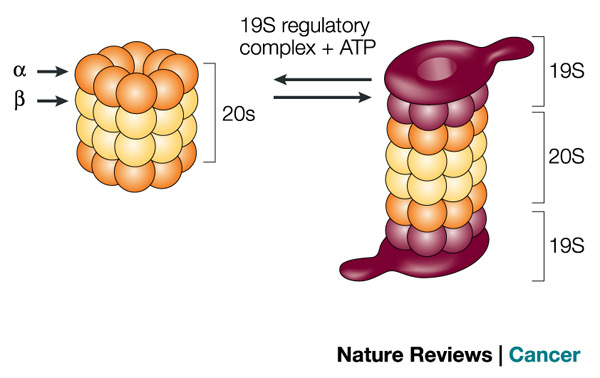 19S regulatory
complex + ATP
α
β
20s
19S
20S
19S
Nature Reviews | Cancer